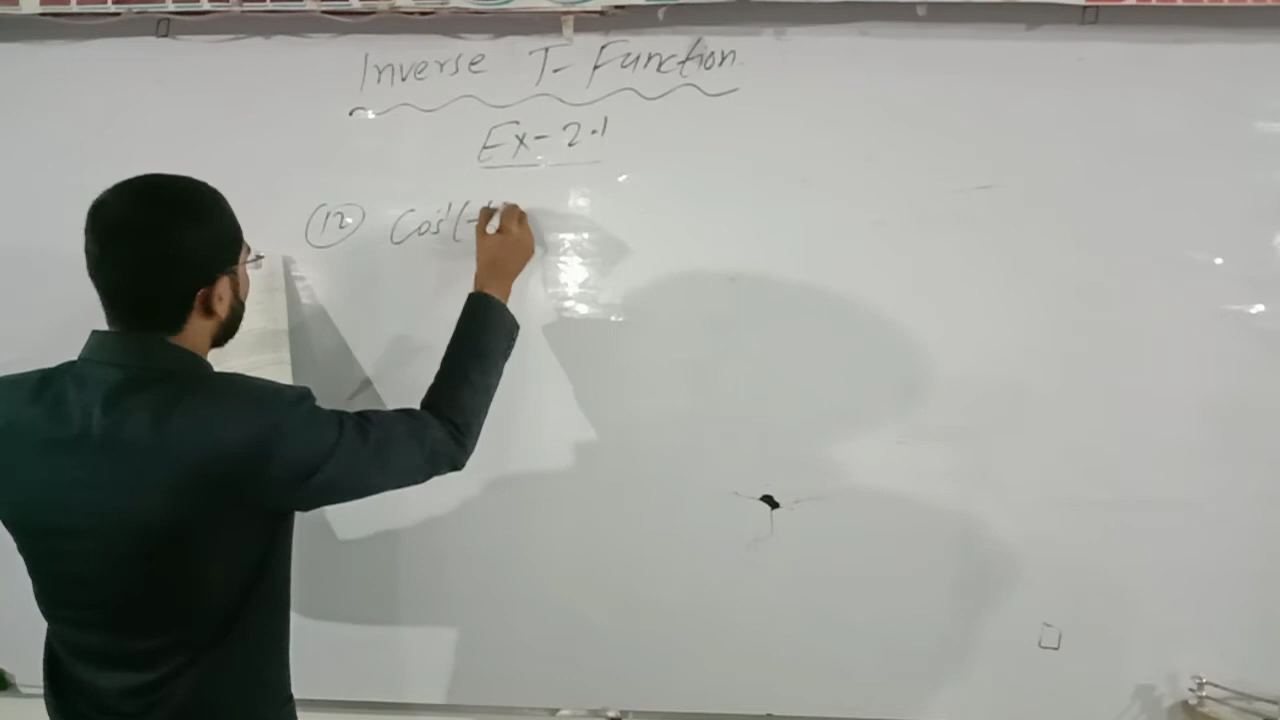 Inverse T- Function
Ex-2.1
12 Cos⁻¹(